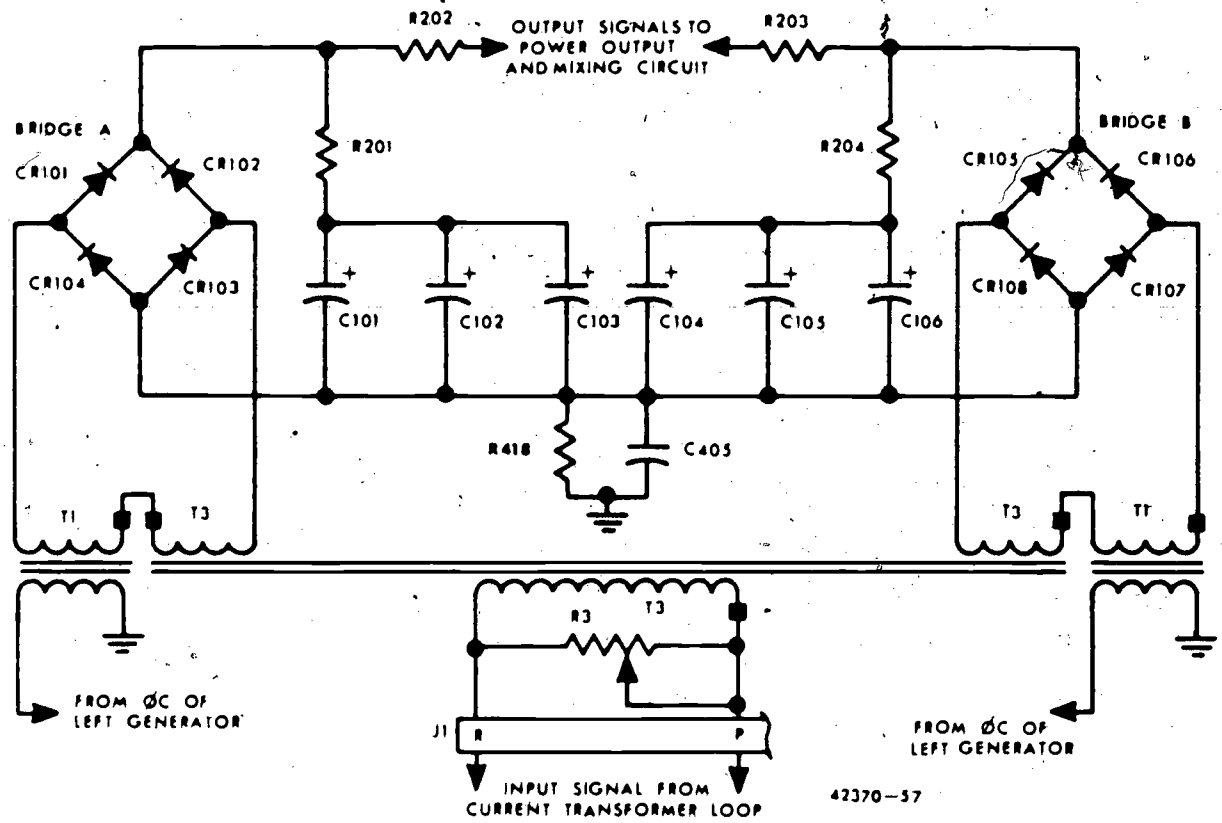 R202
OUTPUT SIGNALS TO
POWER OUTPUT
AND MIXING CIRCUIT
R203
BRIDGE A
BRIDGE B
CR101
CR102
R201
R204
CR105
CR106
CR104
CR103
CR108
CR107
+
+
+
+
+
+
C101
C102
C103
C104
C105
C106
R418
C405
T1
T3
T3
T1
R3
T3
FROM ØC OF
LEFT GENERATOR
J1
R
P
FROM ØC OF
LEFT GENERATOR
INPUT SIGNAL FROM
CURRENT TRANSFORMER LOOP
42370-57